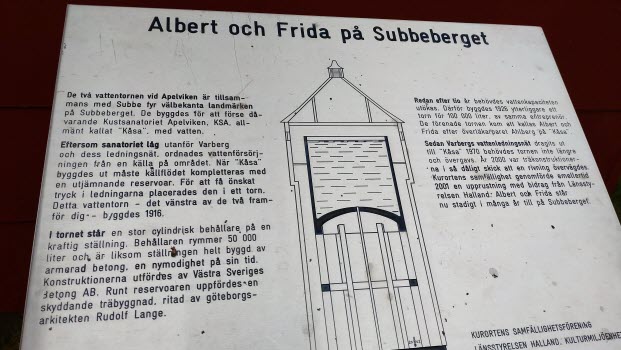 Albert och Frida på Subbeberget
De två vattentornen vid Apelviken är tillsam-
mans med Subbe fyr välbekanta landmärken
på Subbeberget. De byggdes för att förse då-
varande Kustsanatoriet Apelviken, KSA, all-
mänt kallat "Kåsa", med vatten.
Eftersom sanatoriet låg utanför Varberg
och dess ledningsnät, ordnades vattenförsörj-
ningen från en källa på området. När "Kåsa"
byggdes ut måste källflödet kompletteras med
en utjämnande reservoar. För att få önskat
tryck i ledningarna placerades den i ett torn.
Detta vattentorn - det vänstra av de två fram-
för dig - byggdes 1916.
I tornet står en stor cylindrisk behållare på en
kraftig ställning. Behållaren rymmer 50 000
liter och är liksom ställningen helt byggd av
armerad betong, en nymodighet på sin tid.
Konstruktionerna utfördes av Västra Sveriges
Betong AB. Runt reservoaren uppfördes en
skyddande träbyggnad, ritad av göteborgs-
arkitekten Rudolf Lange.
Redan efter tio år behövdes vattenkapaciteten
utökas. Därför byggdes 1926 ytterligare ett
torn för 100 000 liter, av samma entreprenör.
De förenade tornen kom att kallas Albert och
Frida efter överläkarparet Ahlberg på "Kåsa"
Sedan Varbergs vattenledningsnät dragits ut
till "Kåsa" 1970 behövdes tornen inte längre
och övergavs. År 2000 var träkonstruktioner-
na i så dåligt skick att en rivning övervägdes.
Kurortens samfällighet genomförde emellertid
2001 en upprustning med bidrag från Länssty-
relsen Halland. Albert och Frida står
nu stadigt i många år till på Subbeberget.
KURORTENS SAMFÄLLIGHETSFÖRENING
LÄNSSTYRELSEN HALLAND, KULTURMILJÖENHET